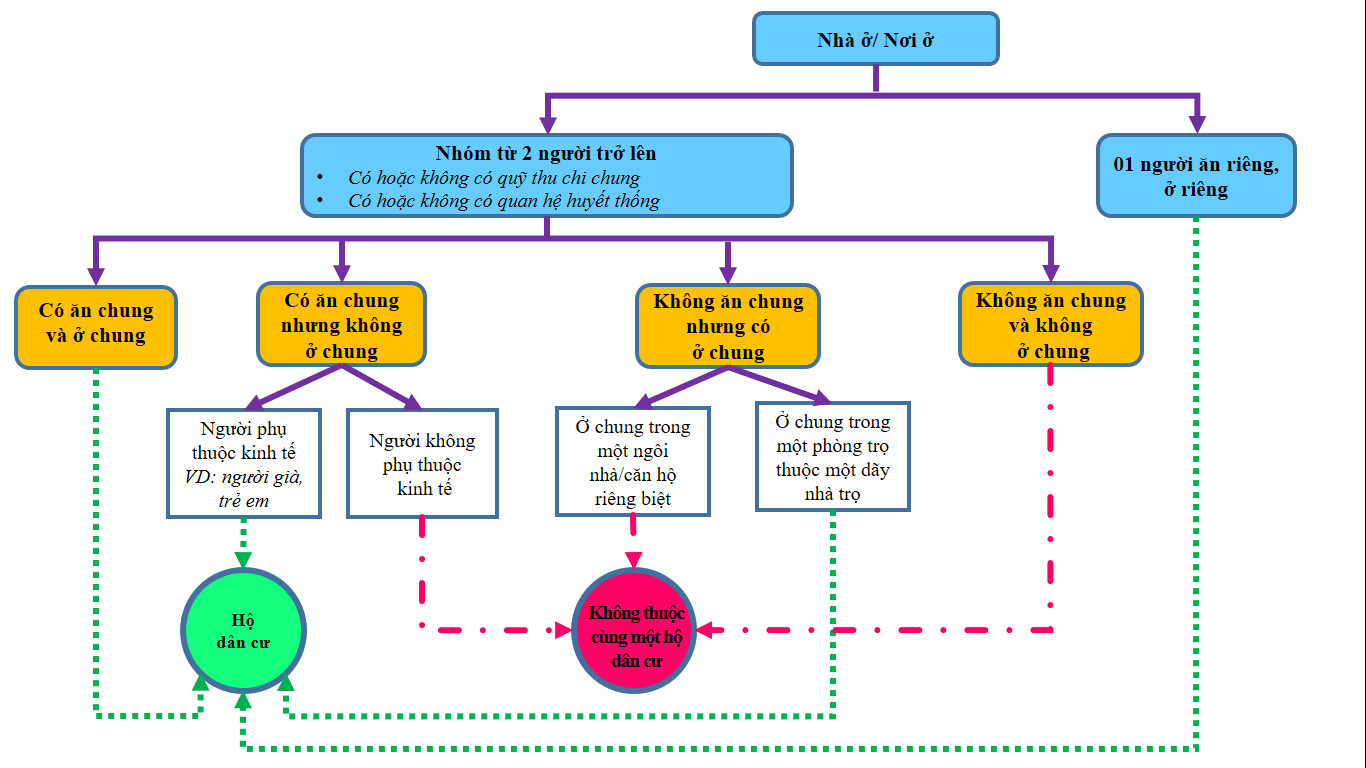 Nhà ở/ Nơi ở
Nhóm từ 2 người trở lên
• Có hoặc không có quỹ thu chi chung
• Có hoặc không có quan hệ huyết thống
01 người ăn riêng,
ở riêng
Có ăn chung
và ở chung
Có ăn chung
nhưng không
ở chung
Không ăn chung
nhưng có
ở chung
Không ăn chung
và không
ở chung
Người phụ
thuộc kinh tế
VD: người già,
trẻ em
Người không
phụ thuộc
kinh tế
Ở chung trong
một ngôi
nhà/căn hộ
riêng biệt
Ở chung trong
một phòng trọ
thuộc một dãy
nhà trọ
Hộ
dân cư
Không thuộc
cùng một hộ
dân cư